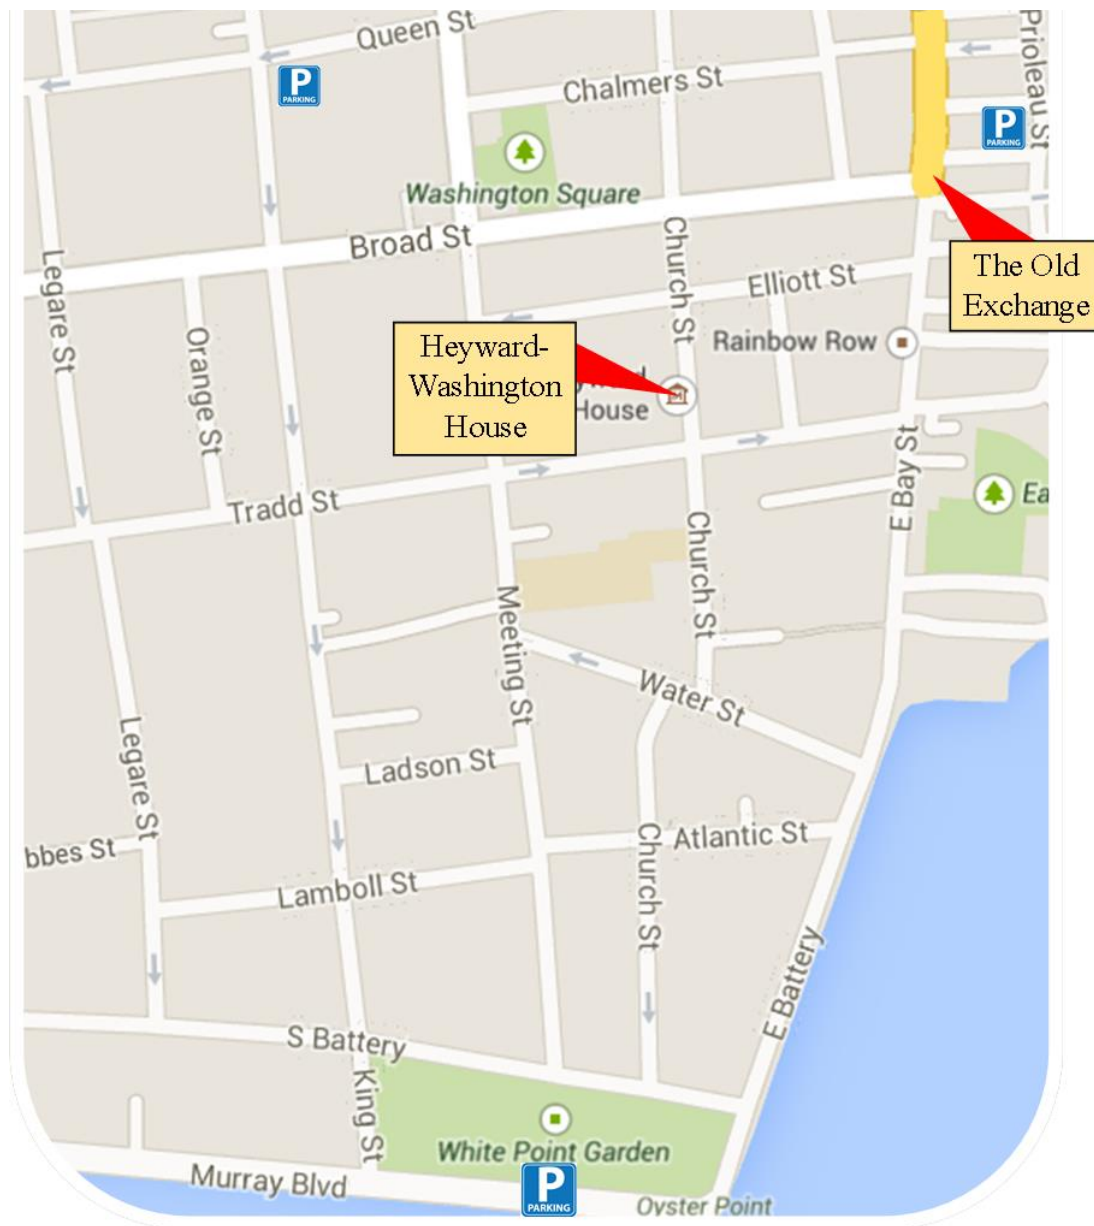 Queen St
Prioleau St
P
PARKING
Chalmers St
P
PARKING
Washington Square
Broad St
Church St
Legare St
Elliott St
The Old
Exchange
Orange St
Rainbow Row
Heyward-
Washington
House
House
Tradd St
E Bay St
Ea
Church St
Meeting St
Water St
Legare St
Ladson St
bbes St
Church St
Atlantic St
Lamboll St
E Battery
S Battery
King St
White Point Garden
P
PARKING
Murray Blvd
Oyster Point